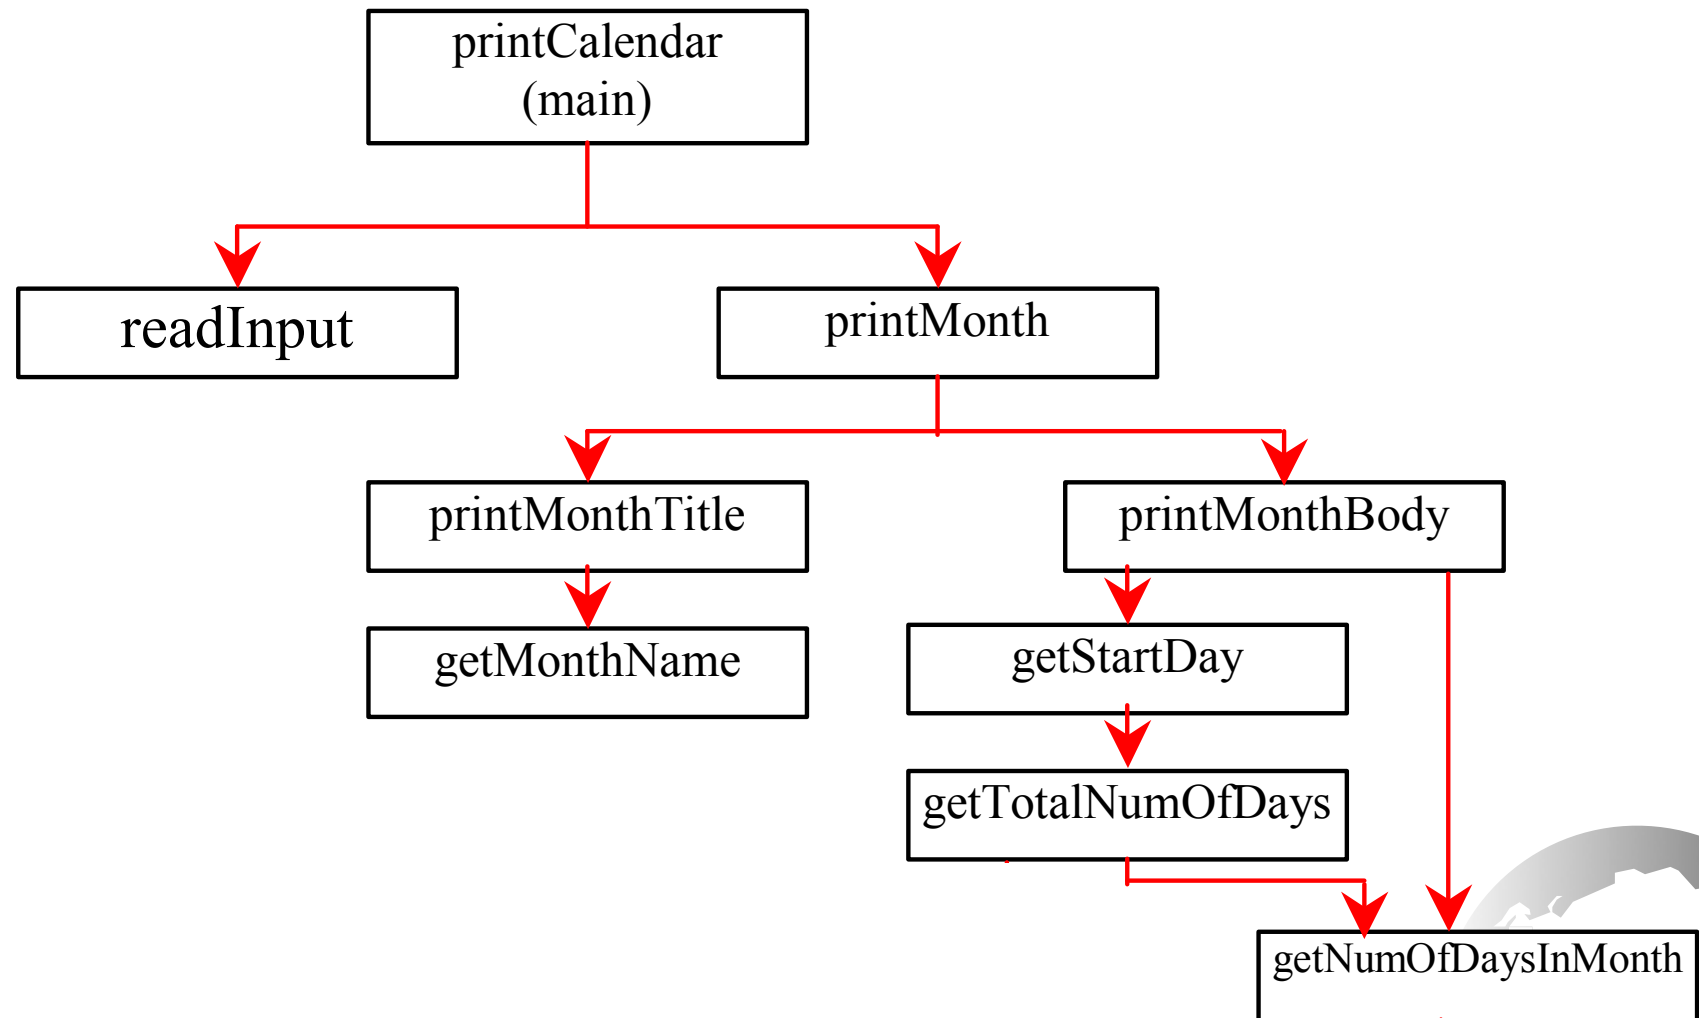 printCalendar
(main)
readInput
printMonth
printMonthTitle
printMonthBody
getMonthName
getStartDay
getTotalNumOfDays
getNumOfDaysInMonth